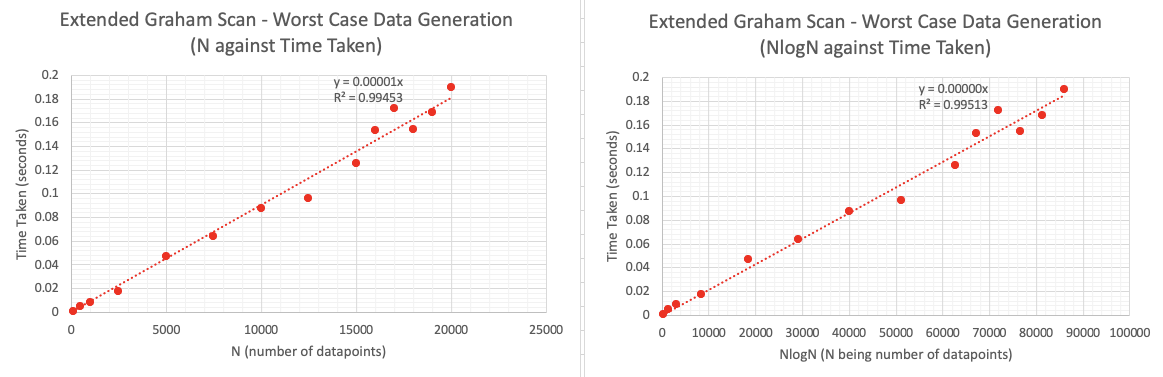 Extended Graham Scan - Worst Case Data Generation
(N against Time Taken)
y = 0.00001x
R² = 0.99453
0.2
0.18
0.16
0.14
0.12
0.1
0.08
0.06
0.04
0.02
0
Time Taken (seconds)
0 5000 10000 15000 20000 25000
N (number of datapoints)
Extended Graham Scan - Worst Case Data Generation
(NlogN against Time Taken)
y = 0.00000x
R² = 0.99513
0.2
0.18
0.16
0.14
0.12
0.1
0.08
0.06
0.04
0.02
0
Time Taken (seconds)
0 10000 20000 30000 40000 50000 60000 70000 80000 90000 100000
NlogN (N being number of datapoints)